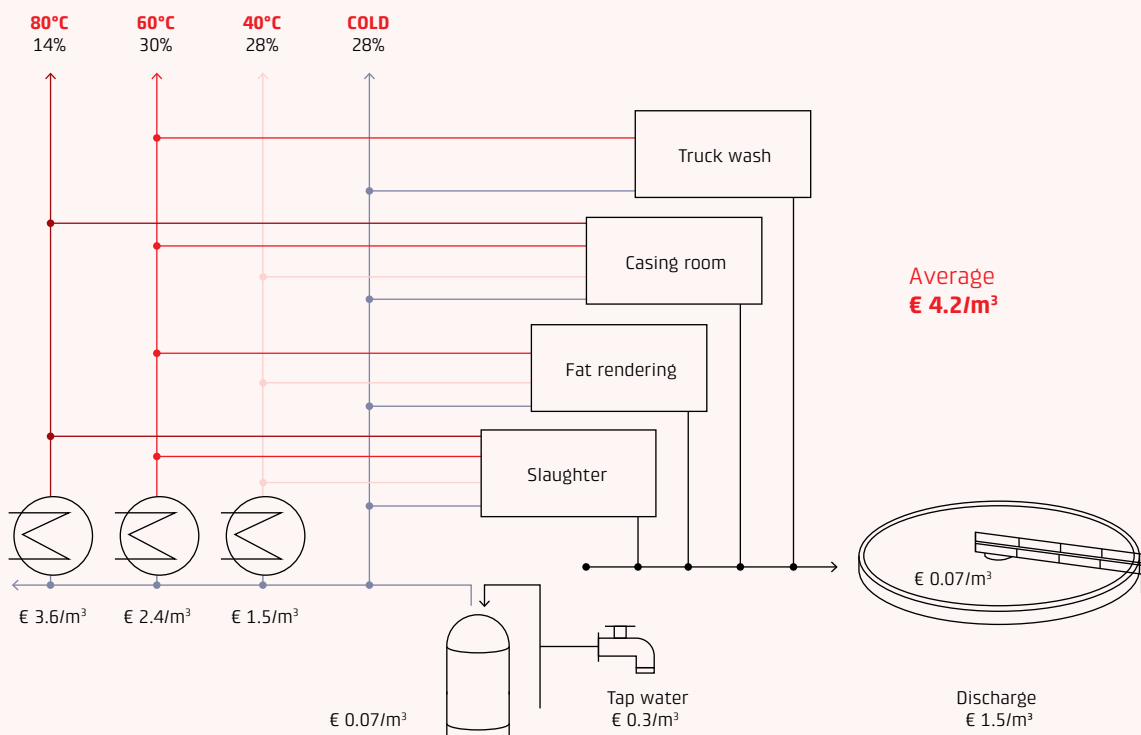 80°C
14%
60°C
30%
40°C
28%
COLD
28%
Truck wash
Casing room
Average
€ 4.2/m³
Fat rendering
Slaughter
€ 0.07/m³
€ 3.6/m³
€ 2.4/m³
€ 1.5/m³
€ 0.07/m³
Tap water
€ 0.3/m³
Discharge
€ 1.5/m³